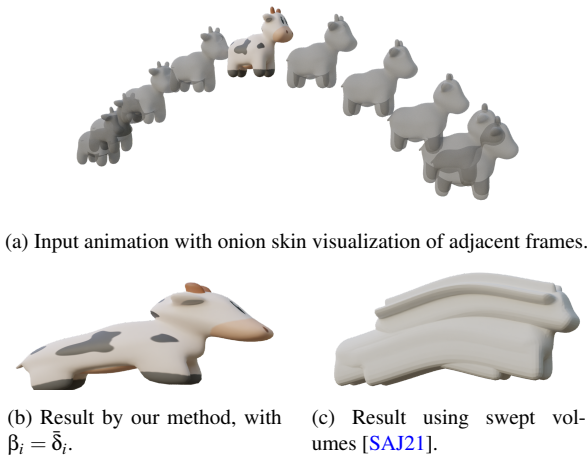 (a) Input animation with onion skin visualization of adjacent frames.
(b) Result by our method, with
βᵢ = δ̄ᵢ.
(c) Result using swept vol-
umes [SAJ21].